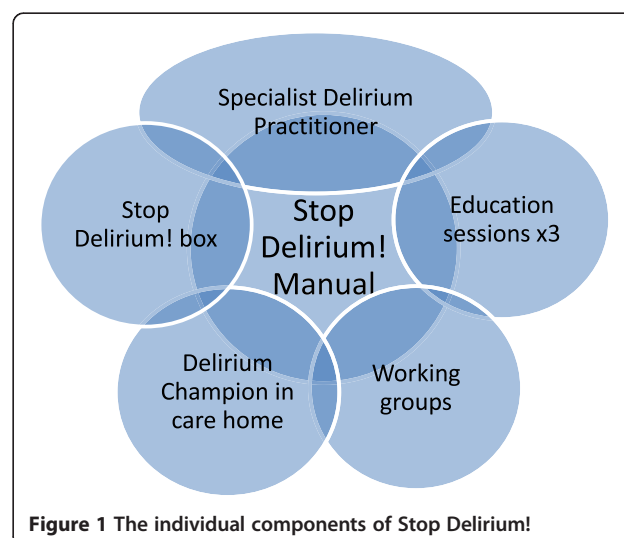 Specialist Delirium
Practitioner
Stop
Delirium! box
Stop
Delirium!
Manual
Education
sessions x3
Delirium
Champion in
care home
Working
groups
Figure 1 The individual components of Stop Delirium!